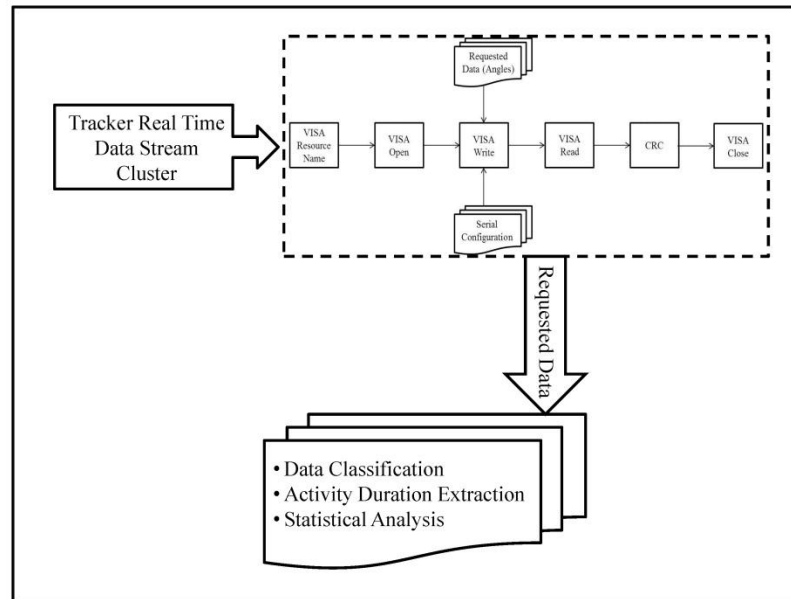 Requested
Data (Angles)
Tracker Real Time
Data Stream
Cluster
VISA
Resource
Name
VISA
Open
VISA
Write
VISA
Read
CRC
VISA
Close
Serial
Configuration
Requested Data
• Data Classification
• Activity Duration Extraction
• Statistical Analysis